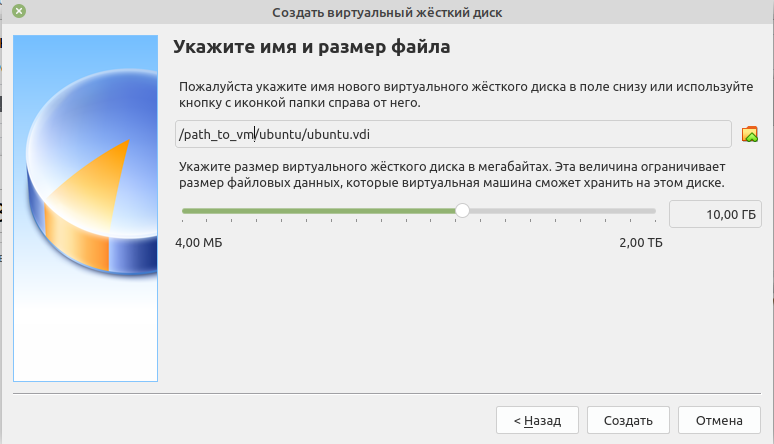 Создать виртуальный жёсткий диск
Укажите имя и размер файла
Пожалуйста укажите имя нового виртуального жёсткого диска в поле снизу или используйте
кнопку с иконкой папки справа от него.
/path_to_vm/ubuntu/ubuntu.vdi
Укажите размер виртуального жёсткого диска в мегабайтах. Эта величина ограничивает
размер файловых данных, которые виртуальная машина сможет хранить на этом диске.
10,00 ГБ
4,00 МБ 2,00 ТБ
< Назад Создать Отмена